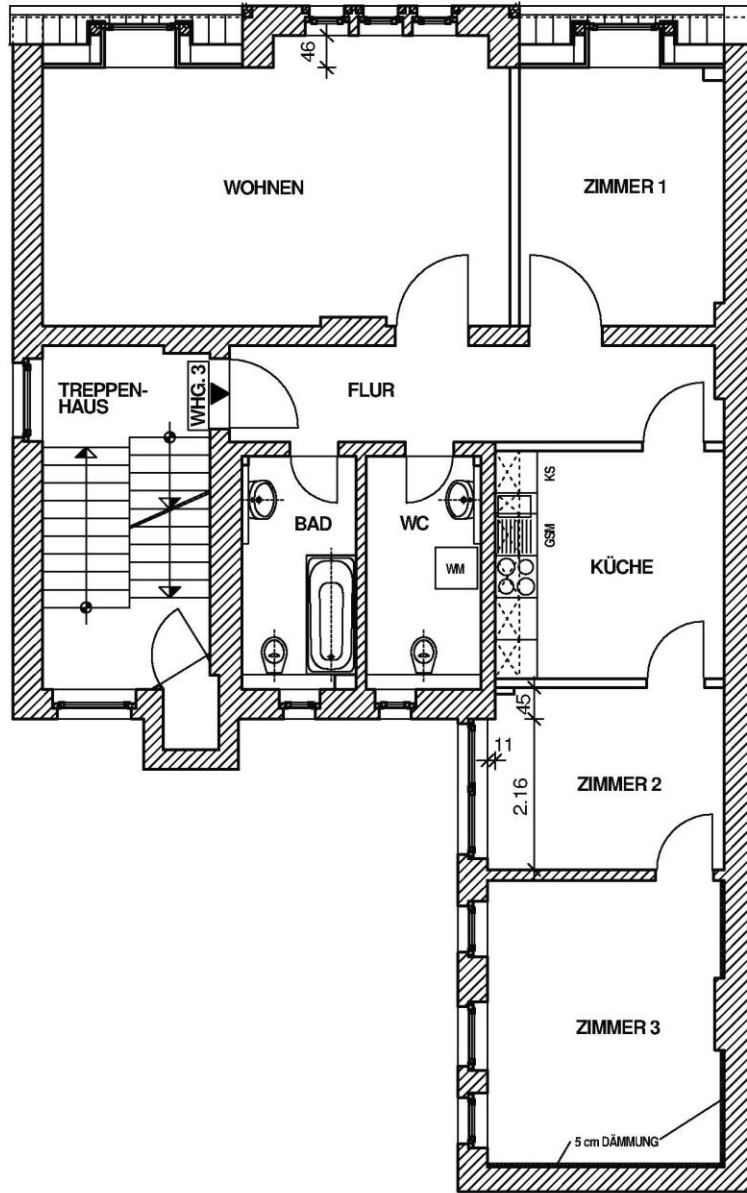 46
WOHNEN
ZIMMER 1
TREPPEN-
HAUS
WHG. 3
FLUR
BAD
WC
WM
KS
GSM
KÜCHE
45
11
2.16
ZIMMER 2
ZIMMER 3
5 cm DÄMMUNG